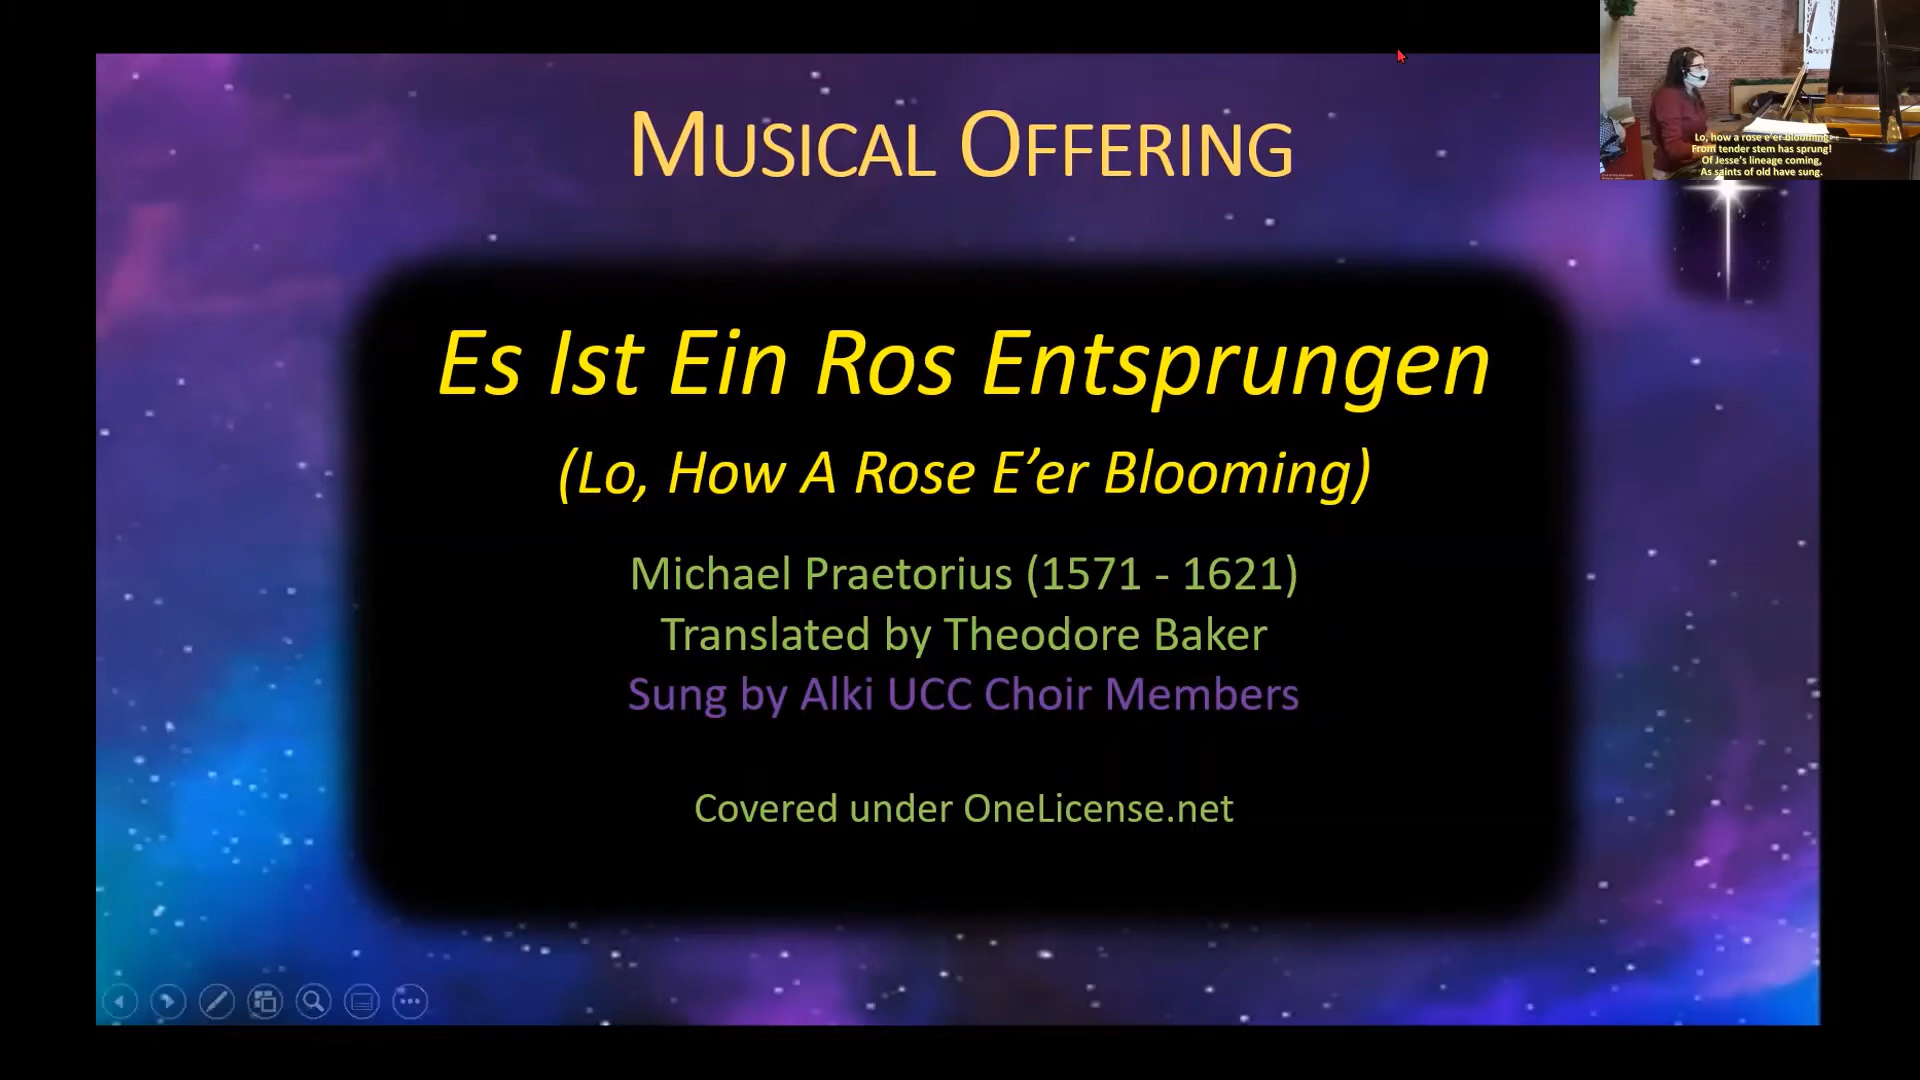 MUSICAL OFFERING
Es Ist Ein Ros Entsprungen
(Lo, How A Rose E’er Blooming)
Michael Praetorius (1571 - 1621)
Translated by Theodore Baker
Sung by Alki UCC Choir Members
Covered under OneLicense.net
Lo, how a rose e'er blooming
From tender stem has sprung!
Of Jesse's lineage coming,
As saints of old have sung.